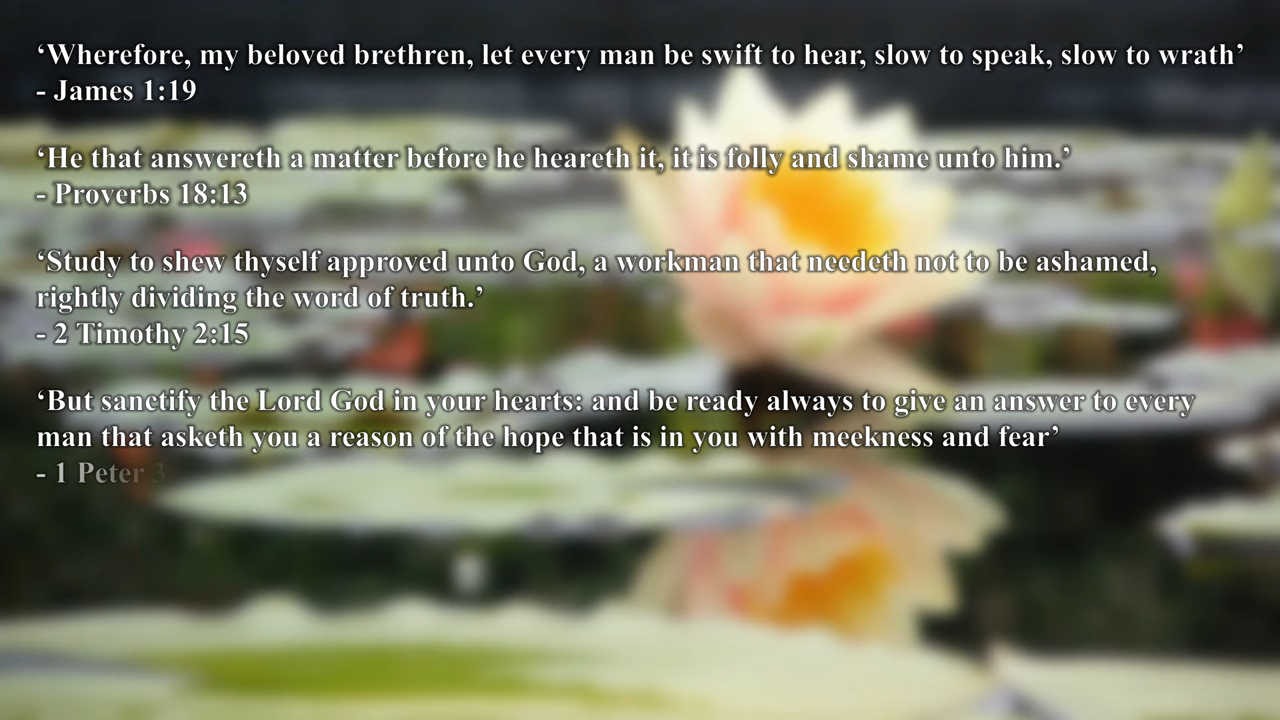 ‘Wherefore, my beloved brethren, let every man be swift to hear, slow to speak, slow to wrath’
- James 1:19
‘He that answereth a matter before he heareth it, it is folly and shame unto him.’
- Proverbs 18:13
‘Study to shew thyself approved unto God, a workman that needeth not to be ashamed,
rightly dividing the word of truth.’
- 2 Timothy 2:15
‘But sanctify the Lord God in your hearts: and be ready always to give an answer to every
man that asketh you a reason of the hope that is in you with meekness and fear’
- 1 Peter 3